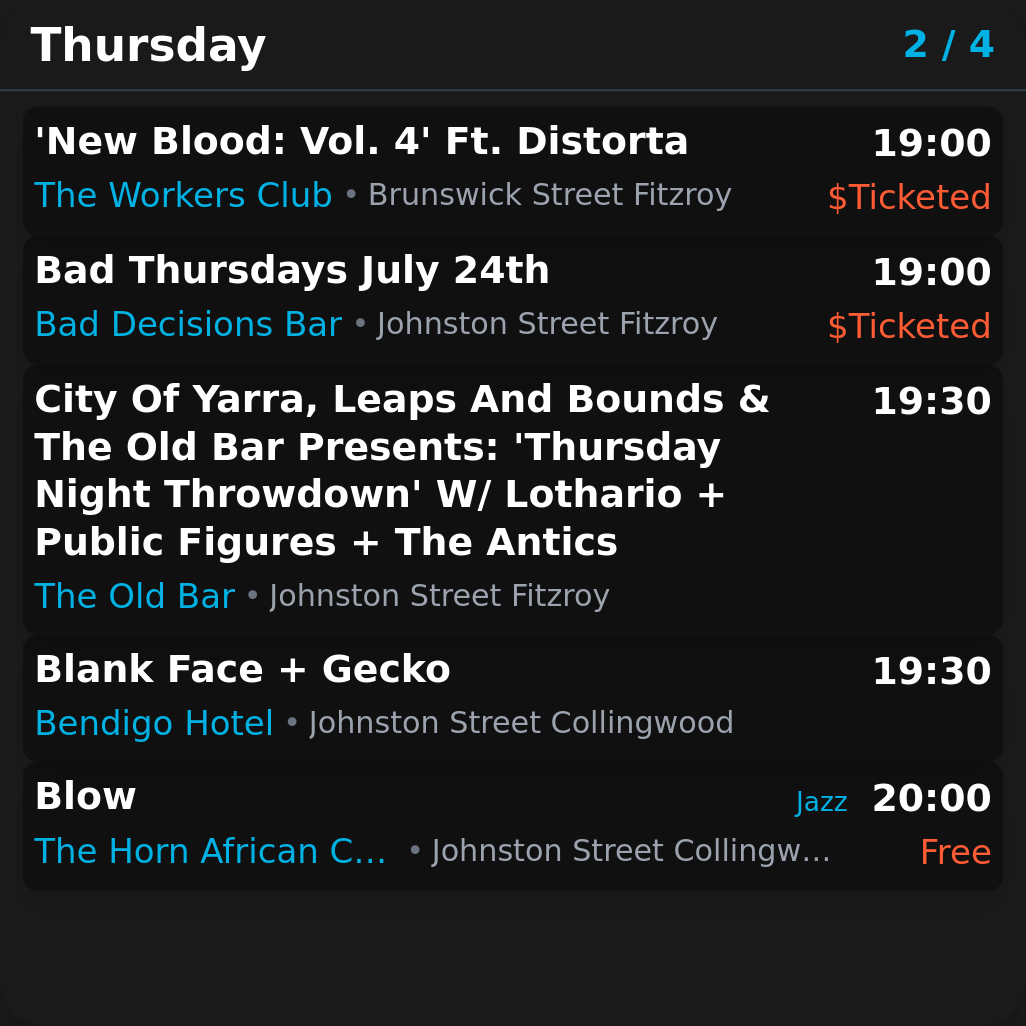 Thursday 2 / 4
'New Blood: Vol. 4' Ft. Distorta 19:00
The Workers Club • Brunswick Street Fitzroy $Ticketed
Bad Thursdays July 24th 19:00
Bad Decisions Bar • Johnston Street Fitzroy $Ticketed
City Of Yarra, Leaps And Bounds & 19:30
The Old Bar Presents: 'Thursday
Night Throwdown' W/ Lothario +
Public Figures + The Antics
The Old Bar • Johnston Street Fitzroy
Blank Face + Gecko 19:30
Bendigo Hotel • Johnston Street Collingwood
Blow Jazz 20:00
The Horn African C... • Johnston Street Collingw... Free